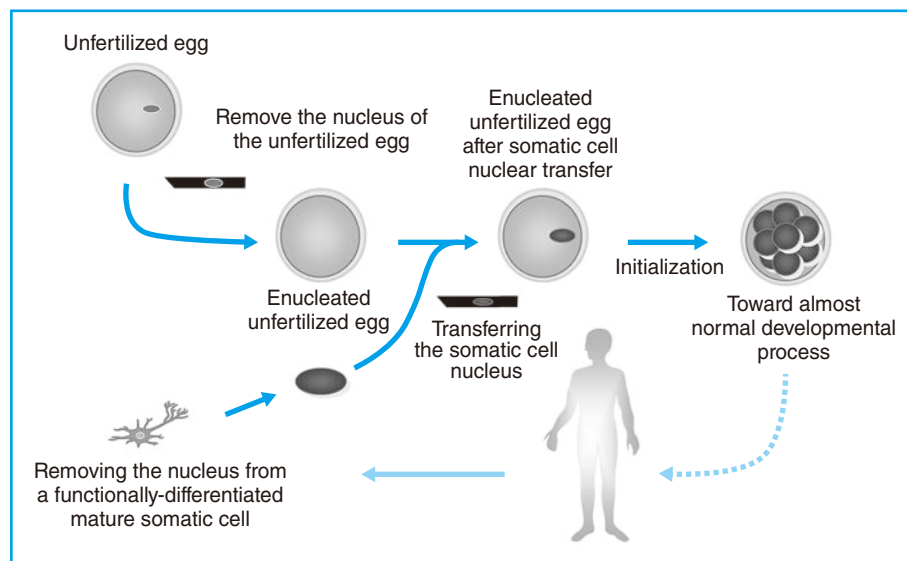 Unfertilized egg
Remove the nucleus of
the unfertilized egg
Enucleated
unfertilized egg
after somatic cell
nuclear transfer
Enucleated
unfertilized egg
Initialization
Transferring
the somatic cell
nucleus
Toward almost
normal developmental
process
Removing the nucleus from
a functionally-differentiated
mature somatic cell